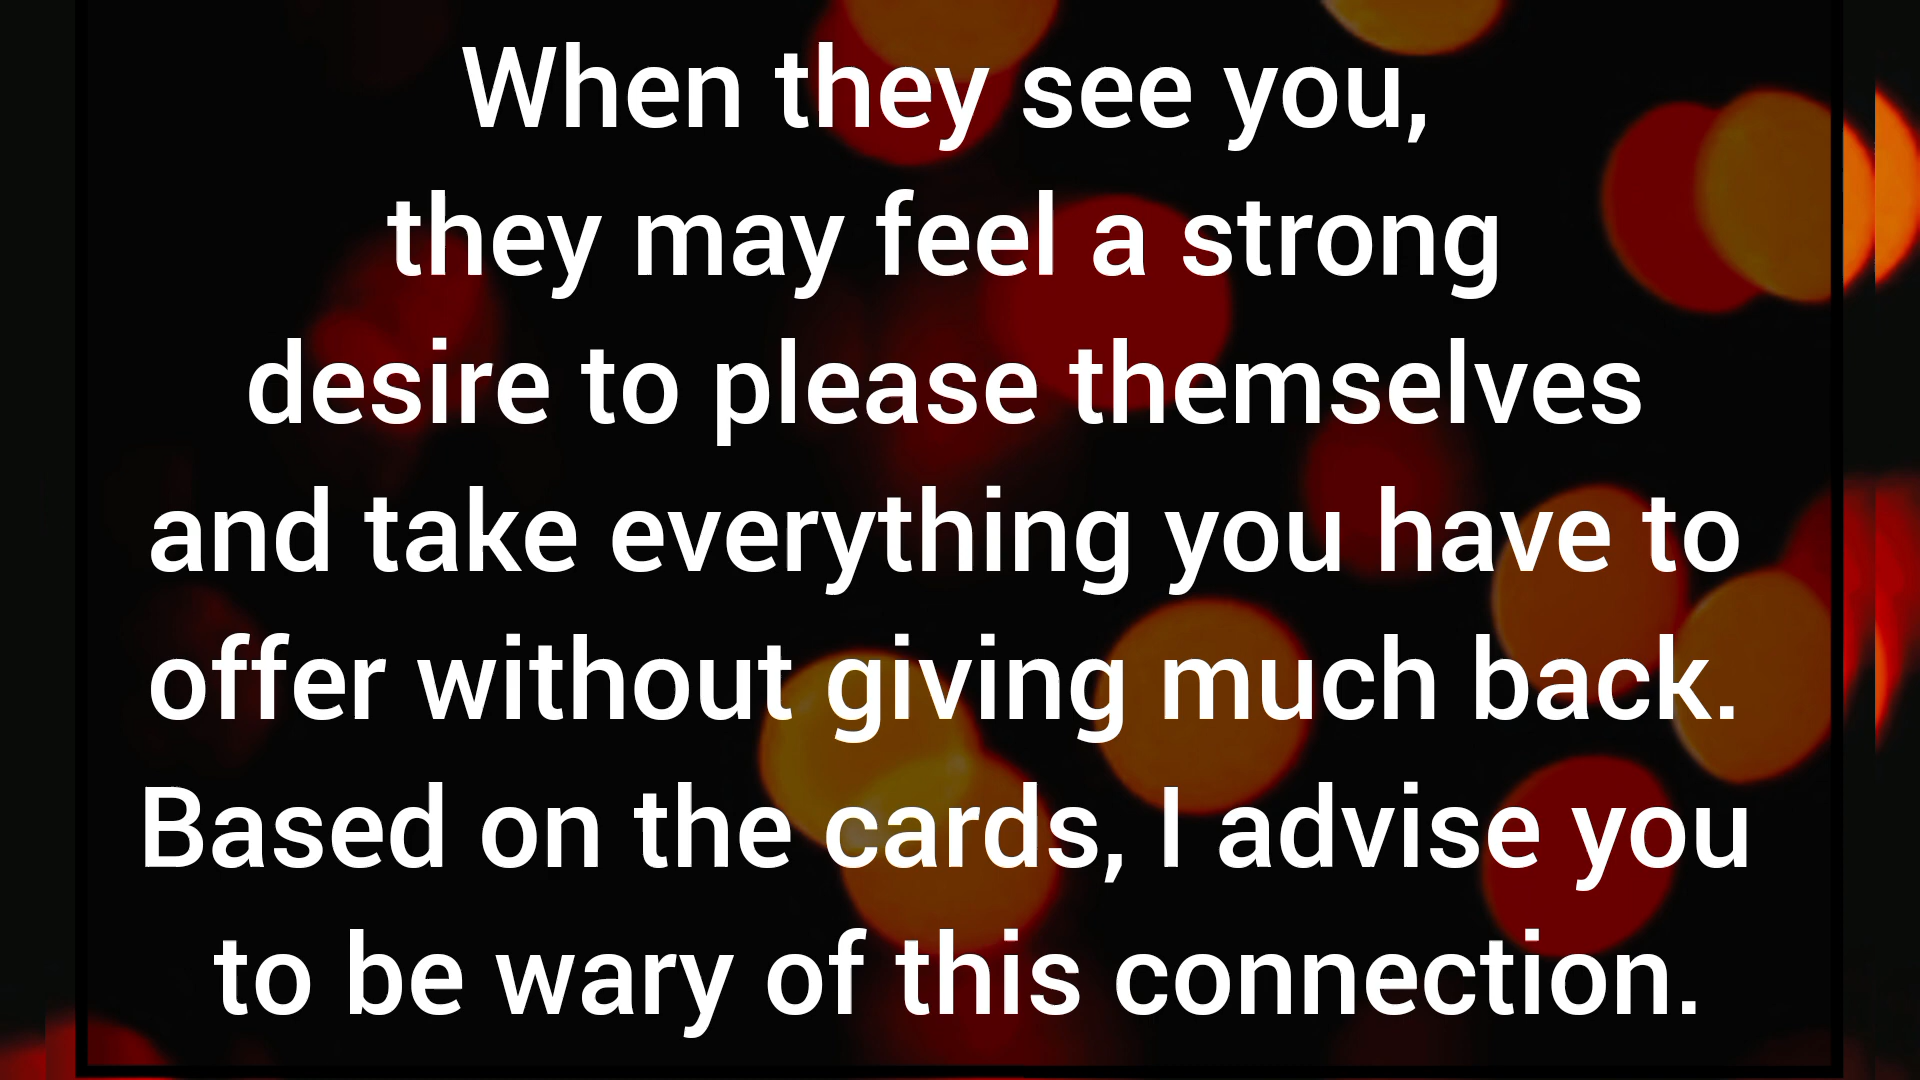 When they see you,
they may feel a strong
desire to please themselves
and take everything you have to
offer without giving much back.
Based on the cards, I advise you
to be wary of this connection.